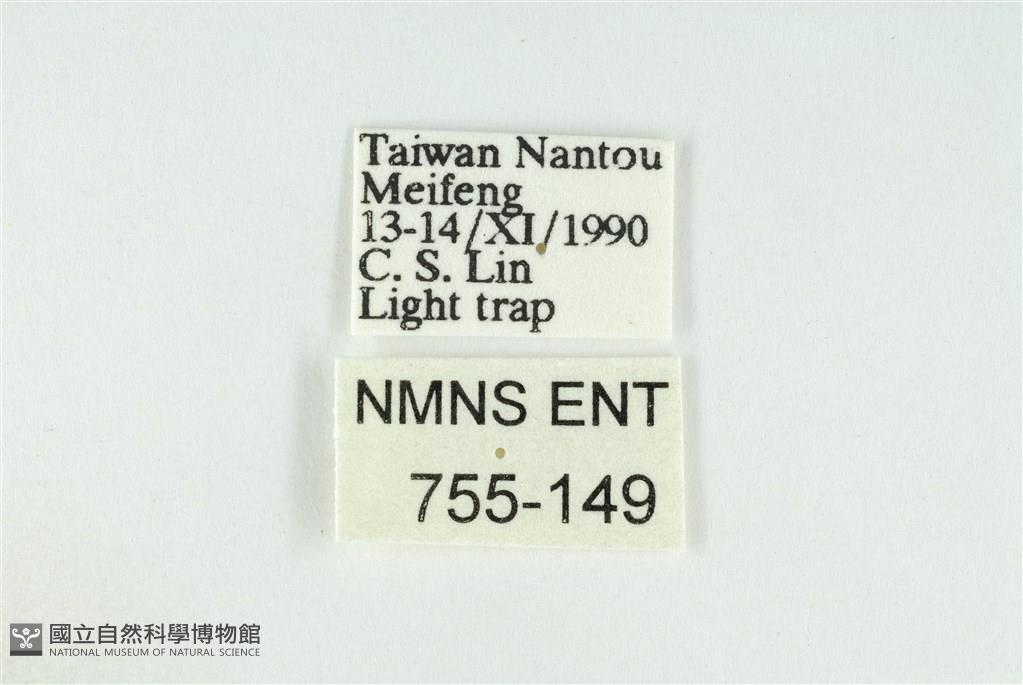 Taiwan Nantou
Meifeng
13-14/XI/1990
C. S. Lin
Light trap
NMNS ENT
755-149
國立自然科學博物館
NATIONAL MUSEUM OF NATURAL SCIENCE